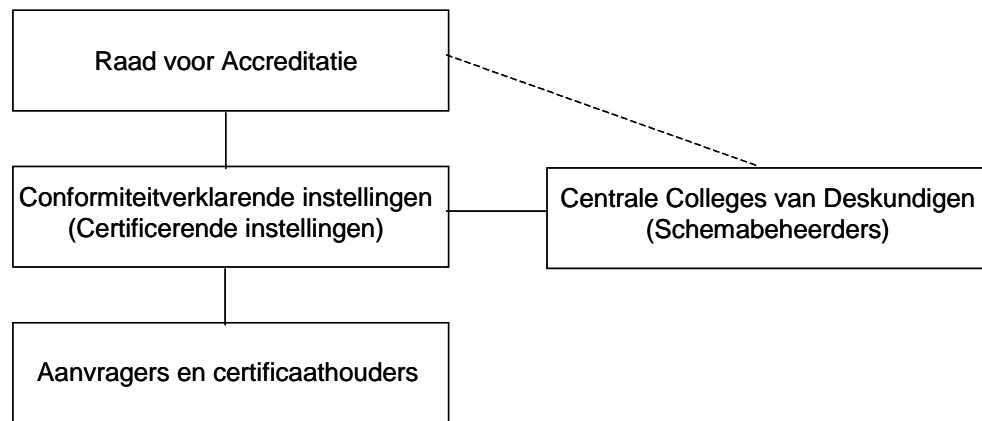 Raad voor Accreditatie
Conformiteitverklarende instellingen
(Certificerende instellingen)
Centrale Colleges van Deskundigen
(Schemabeheerders)
Aanvragers en certificaathouders